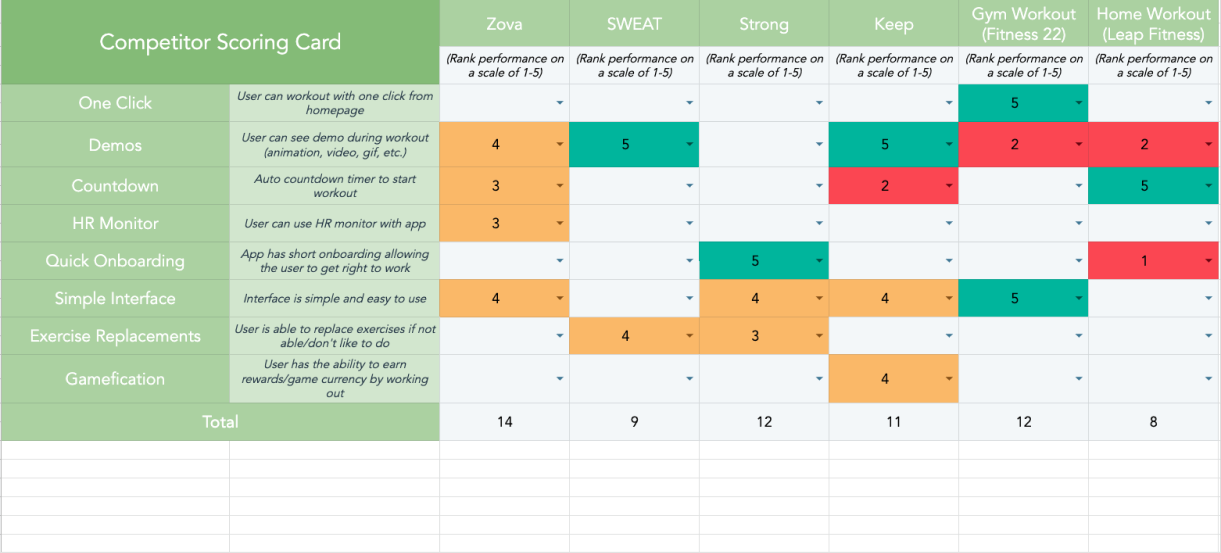 Competitor Scoring Card
Zova
SWEAT
Strong
Keep
Gym Workout
(Fitness 22)
Home Workout
(Leap Fitness)
(Rank performance on
a scale of 1-5)
(Rank performance on
a scale of 1-5)
(Rank performance on
a scale of 1-5)
(Rank performance on
a scale of 1-5)
(Rank performance on
a scale of 1-5)
(Rank performance on
a scale of 1-5)
One Click
User can workout with one click from
homepage
5
Demos
User can see demo during workout
(animation, video, gif, etc.)
4
5
5
2
2
Countdown
Auto countdown timer to start
workout
3
2
5
HR Monitor
User can use HR monitor with app
3
Quick Onboarding
App has short onboarding allowing
the user to get right to work
5
1
Simple Interface
Interface is simple and easy to use
4
4
4
5
Exercise Replacements
User is able to replace exercises if not
able/don't like to do
4
3
Gamefication
User has the ability to earn
rewards/game currency by working
out
4
Total
14
9
12
11
12
8